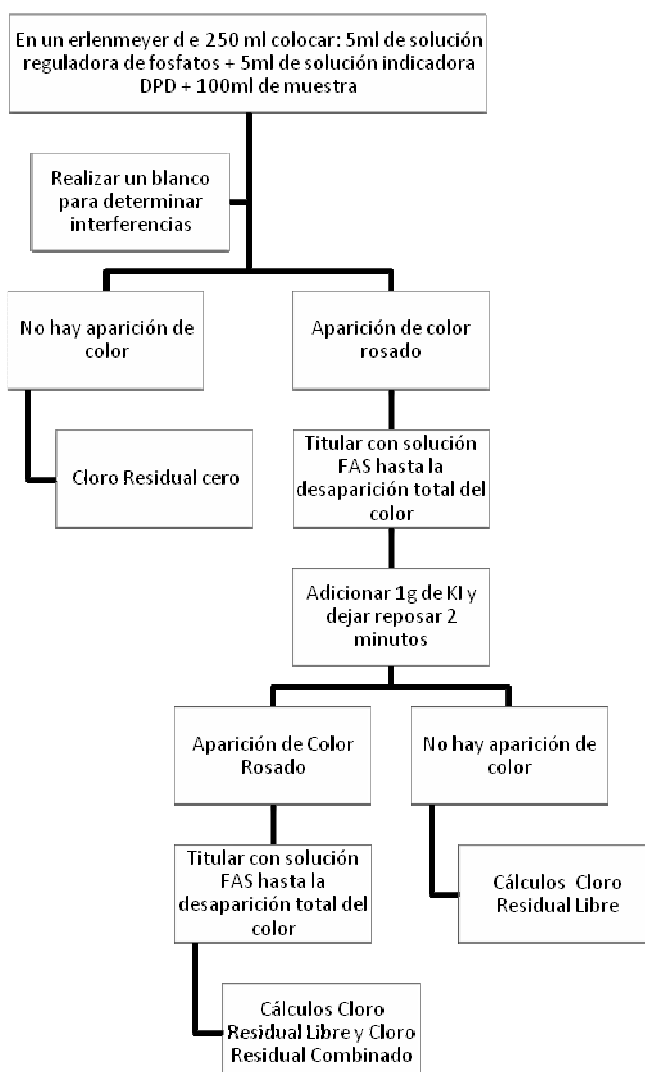 En un erlenmeyer d e 250 ml colocar: 5ml de solución
reguladora de fosfatos + 5ml de solución indicadora
DPD + 100ml de muestra
Realizar un blanco
para determinar
interferencias
No hay aparición de
color
Aparición de color
rosado
Cloro Residual cero
Titular con solución
FAS hasta la
desaparición total del
color
Adicionar 1g de KI y
dejar reposar 2
minutos
Aparición de Color
Rosado
No hay aparición de
color
Titular con solución
FAS hasta la
desaparición total del
color
Cálculos Cloro
Residual Libre
Cálculos Cloro
Residual Libre y Cloro
Residual Combinado